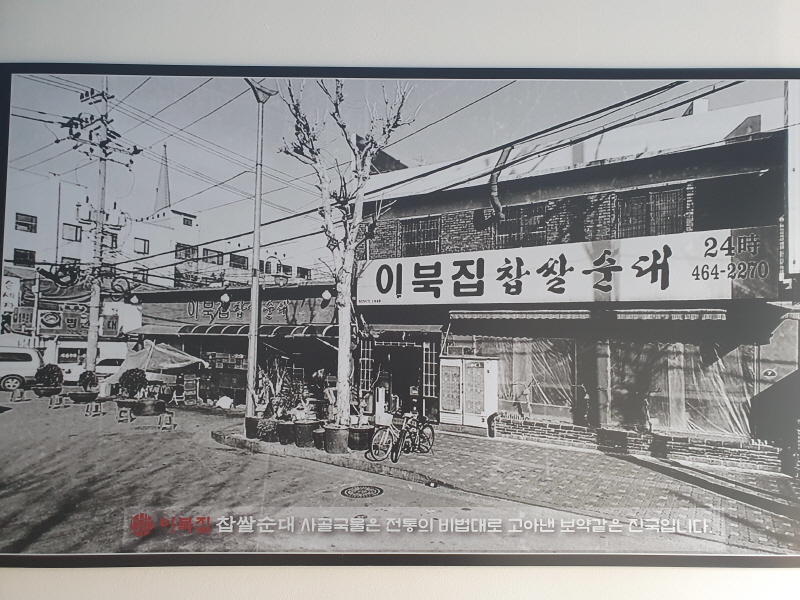 이북집 찹쌀순대
24時
464-2270
SINCE 1949
이북집 찹쌀순대
이북집 찹쌀순대 사골국물은 전통의 비법대로 고아낸 보약같은 진국입니다.